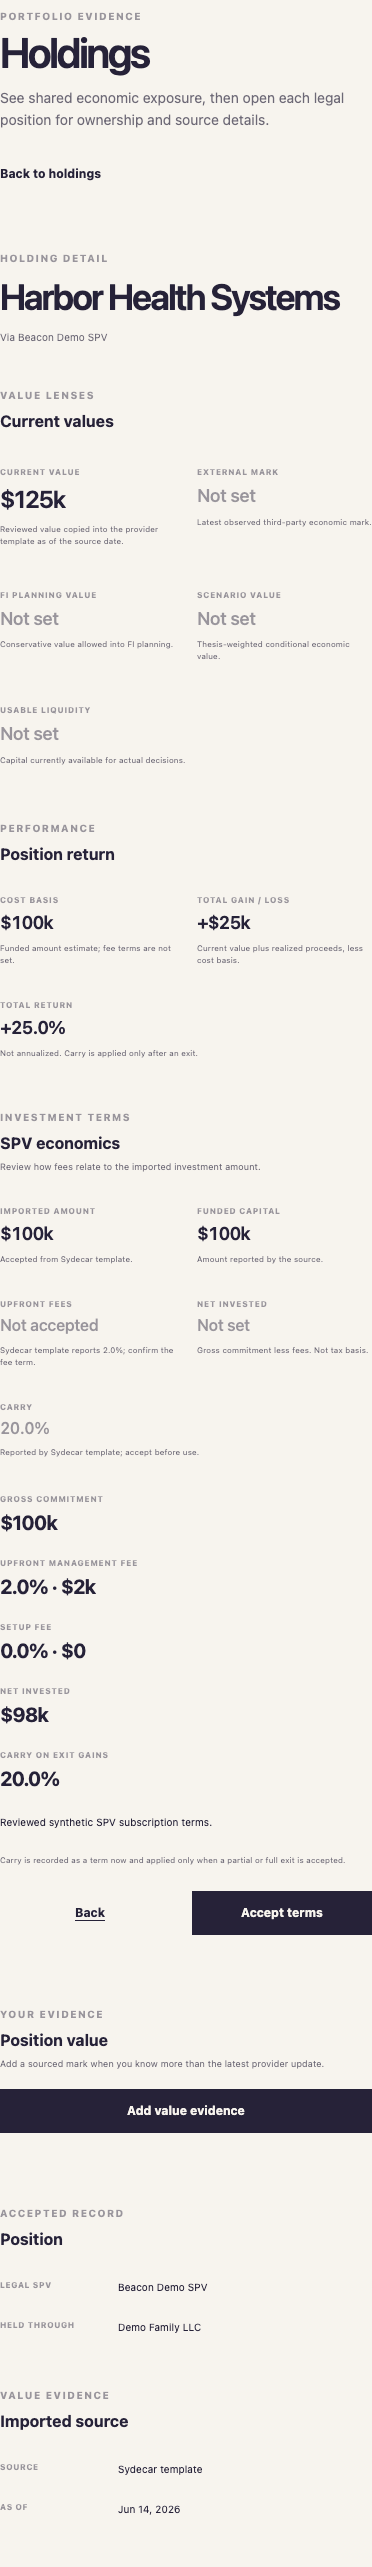 PORTFOLIO EVIDENCE
Holdings
See shared economic exposure, then open each legal
position for ownership and source details.
Back to holdings
HOLDING DETAIL
Harbor Health Systems
Via Beacon Demo SPV
VALUE LENSES
Current values
CURRENT VALUE
$125k
Reviewed value copied into the provider
template as of the source date.
EXTERNAL MARK
Not set
Latest observed third-party economic mark.
FI PLANNING VALUE
Not set
Conservative value allowed into FI planning.
SCENARIO VALUE
Not set
Thesis-weighted conditional economic
value.
USABLE LIQUIDITY
Not set
Capital currently available for actual decisions.
PERFORMANCE
Position return
COST BASIS
$100k
Funded amount estimate; fee terms are not
set.
TOTAL GAIN / LOSS
+$25k
Current value plus realized proceeds, less
cost basis.
TOTAL RETURN
+25.0%
Not annualized. Carry is applied only after an exit.
INVESTMENT TERMS
SPV economics
Review how fees relate to the imported investment amount.
IMPORTED AMOUNT
$100k
Accepted from Sydecar template.
FUNDED CAPITAL
$100k
Amount reported by the source.
UPFRONT FEES
Not accepted
Sydecar template reports 2.0%; confirm the
fee term.
NET INVESTED
Not set
Gross commitment less fees. Not tax basis.
CARRY
20.0%
Reported by Sydecar template; accept before use.
GROSS COMMITMENT
$100k
UPFRONT MANAGEMENT FEE
2.0% · $2k
SETUP FEE
0.0% · $0
NET INVESTED
$98k
CARRY ON EXIT GAINS
20.0%
Reviewed synthetic SPV subscription terms.
Carry is recorded as a term now and applied only when a partial or full exit is accepted.
Back
Accept terms
YOUR EVIDENCE
Position value
Add a sourced mark when you know more than the latest provider update.
Add value evidence
ACCEPTED RECORD
Position
LEGAL SPV
Beacon Demo SPV
HELD THROUGH
Demo Family LLC
VALUE EVIDENCE
Imported source
SOURCE
Sydecar template
AS OF
Jun 14, 2026